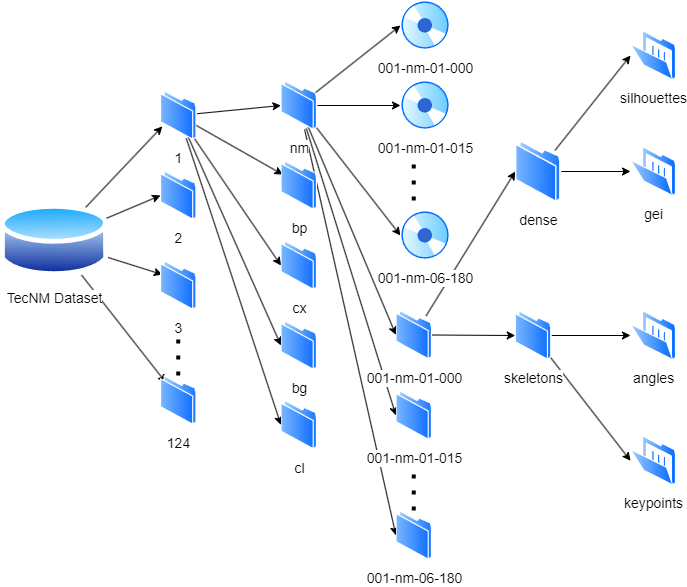 TecNM Dataset
1
2
3
124
nm
bp
cx
bg
cl
001-nm-01-000
001-nm-01-015
001-nm-06-180
001-nm-01-000
001-nm-01-015
001-nm-06-180
dense
skeletons
silhouettes
gei
angles
keypoints